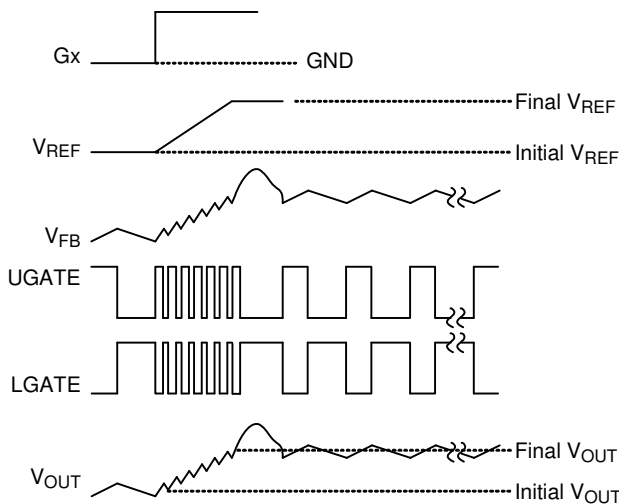 Gx
GND
Final VREF
VREF
Initial VREF
VFB
UGATE
LGATE
Final VOUT
VOUT
Initial VOUT